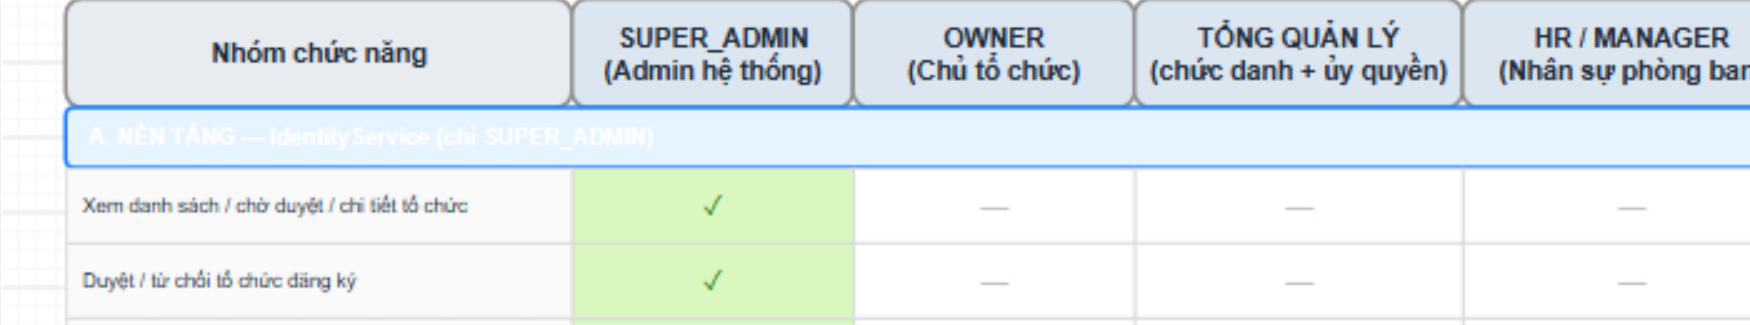 Nhóm chức năng
SUPER_ADMIN
(Admin hệ thống)
OWNER
(Chủ tổ chức)
TỔNG QUẢN LÝ
(chức danh + ủy quyền)
HR / MANAGER
(Nhân sự phòng ban
A. NỀN TẢNG — IdentityService (chỉ SUPER_ADMIN)
Xem danh sách / chờ duyệt / chi tiết tổ chức ✓ — — —
Duyệt / từ chối tổ chức đăng ký ✓ — — —